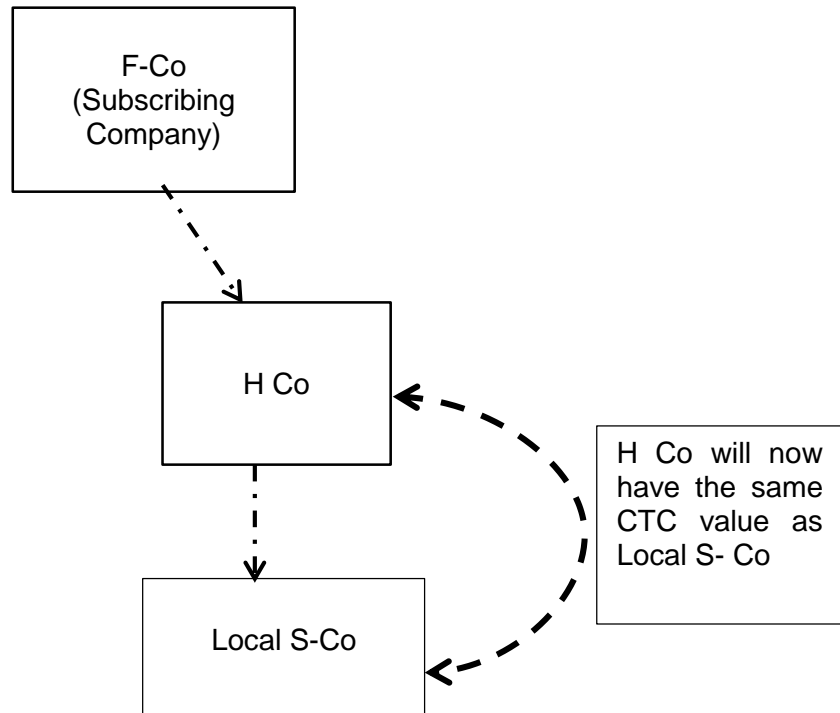 F-Co
(Subscribing
Company)
H Co
H Co will now
have the same
CTC value as
Local S- Co
Local S-Co